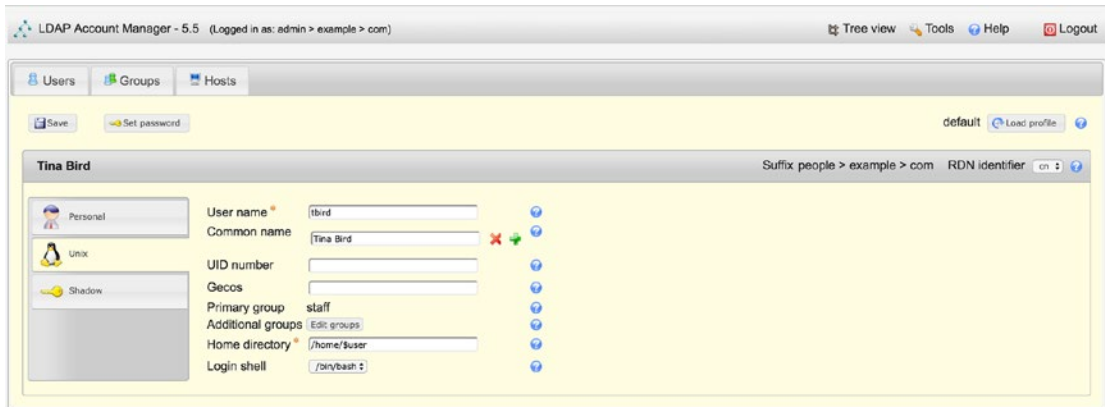 LDAP Account Manager - 5.5 (Logged in as: admin > example > com) Tree view Tools Help Logout
Users Groups Hosts
Save Set password default Load profile
Tina Bird Suffix people > example > com RDN identifier cn
Personal
Unix
Shadow
User name * tbird
Common name Tina Bird
UID number
Gecos
Primary group staff
Additional groups Edit groups
Home directory * /home/$user
Login shell /bin/bash